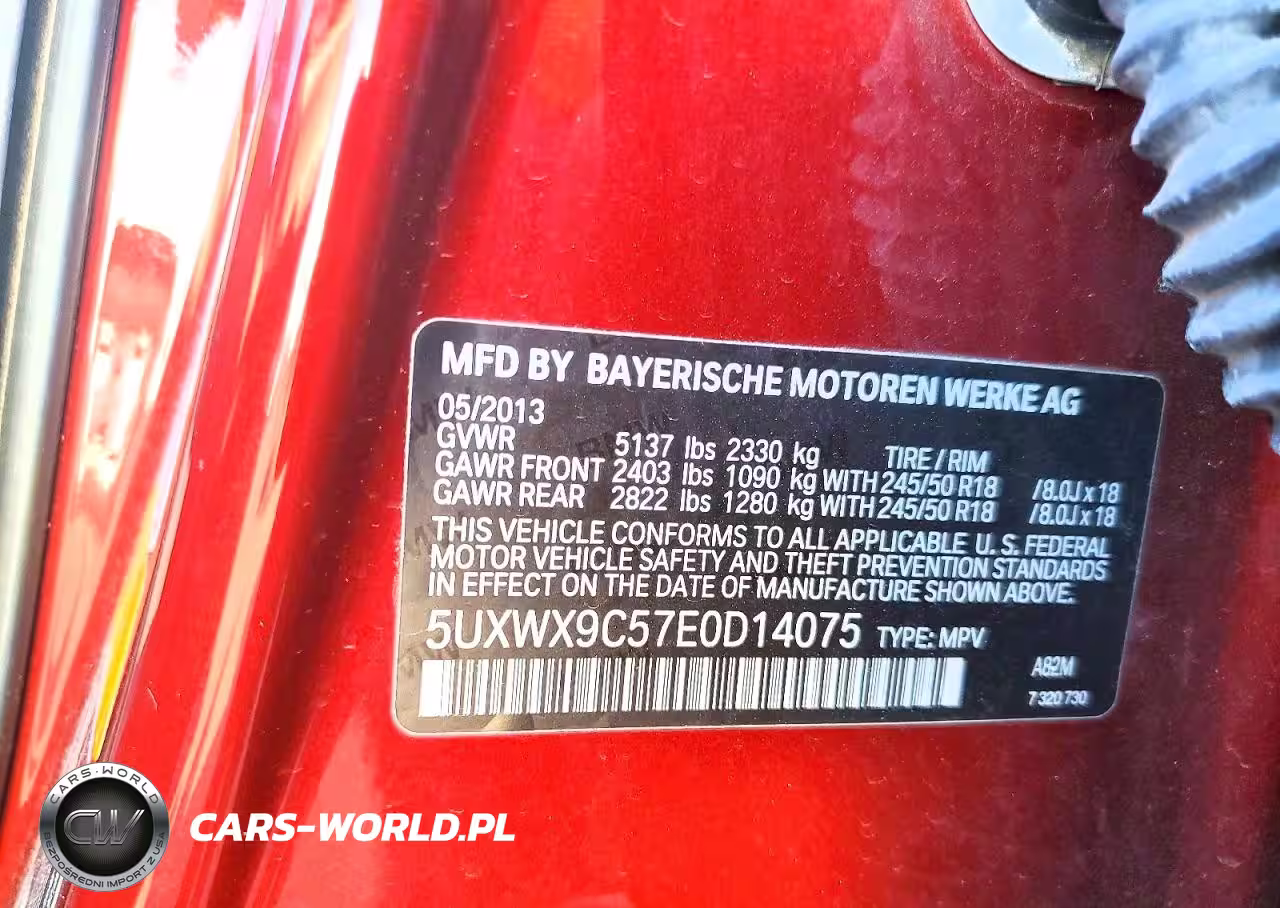 MFD BY BAYERISCHE MOTOREN WERKE AG
05/2013
GVWR 5137 lbs 2330 kg TIRE / RIM
GAWR FRONT 2403 lbs 1090 kg WITH 245/50 R18 /8.0J x 18
GAWR REAR 2822 lbs 1280 kg WITH 245/50 R18 /8.0J x 18
THIS VEHICLE CONFORMS TO ALL APPLICABLE U.S. FEDERAL
MOTOR VEHICLE SAFETY AND THEFT PREVENTION STANDARDS
IN EFFECT ON THE DATE OF MANUFACTURE SHOWN ABOVE.
5UXWX9C57E0D14075 TYPE: MPV
A82M
7 320 730
CARS-WORLD
CW
BEZPOŚREDNI IMPORT Z USA
CARS-WORLD.PL